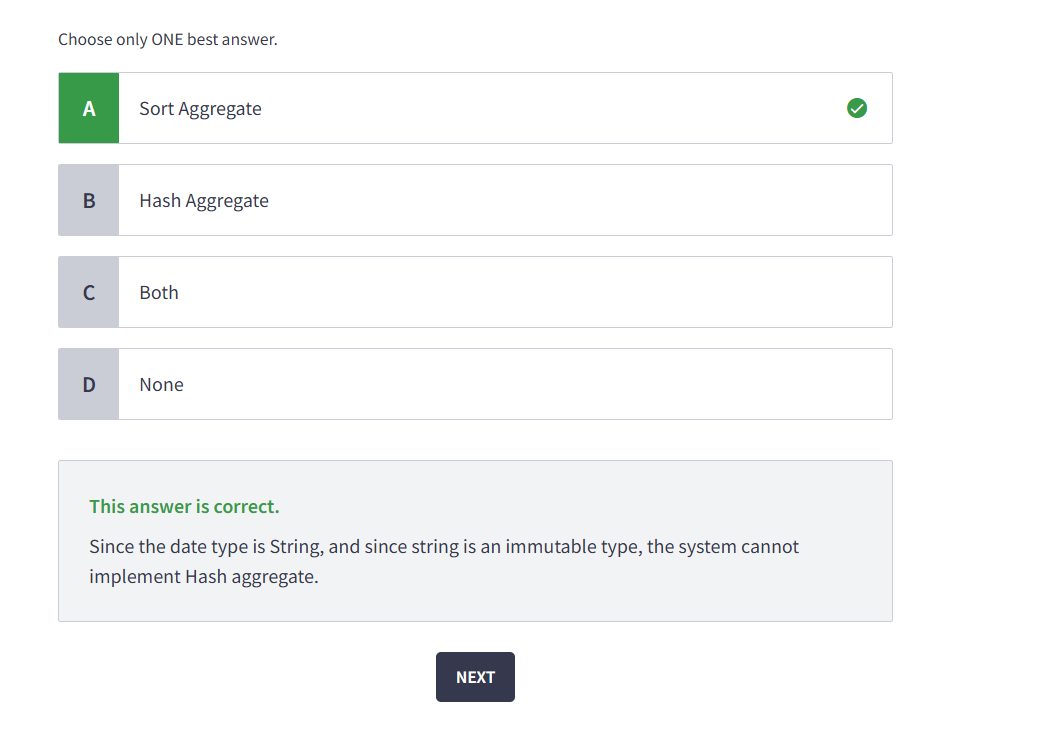 Choose only ONE best answer.
A
Sort Aggregate
B
Hash Aggregate
C
Both
D
None
This answer is correct.
Since the date type is String, and since string is an immutable type, the system cannot
implement Hash aggregate.
NEXT